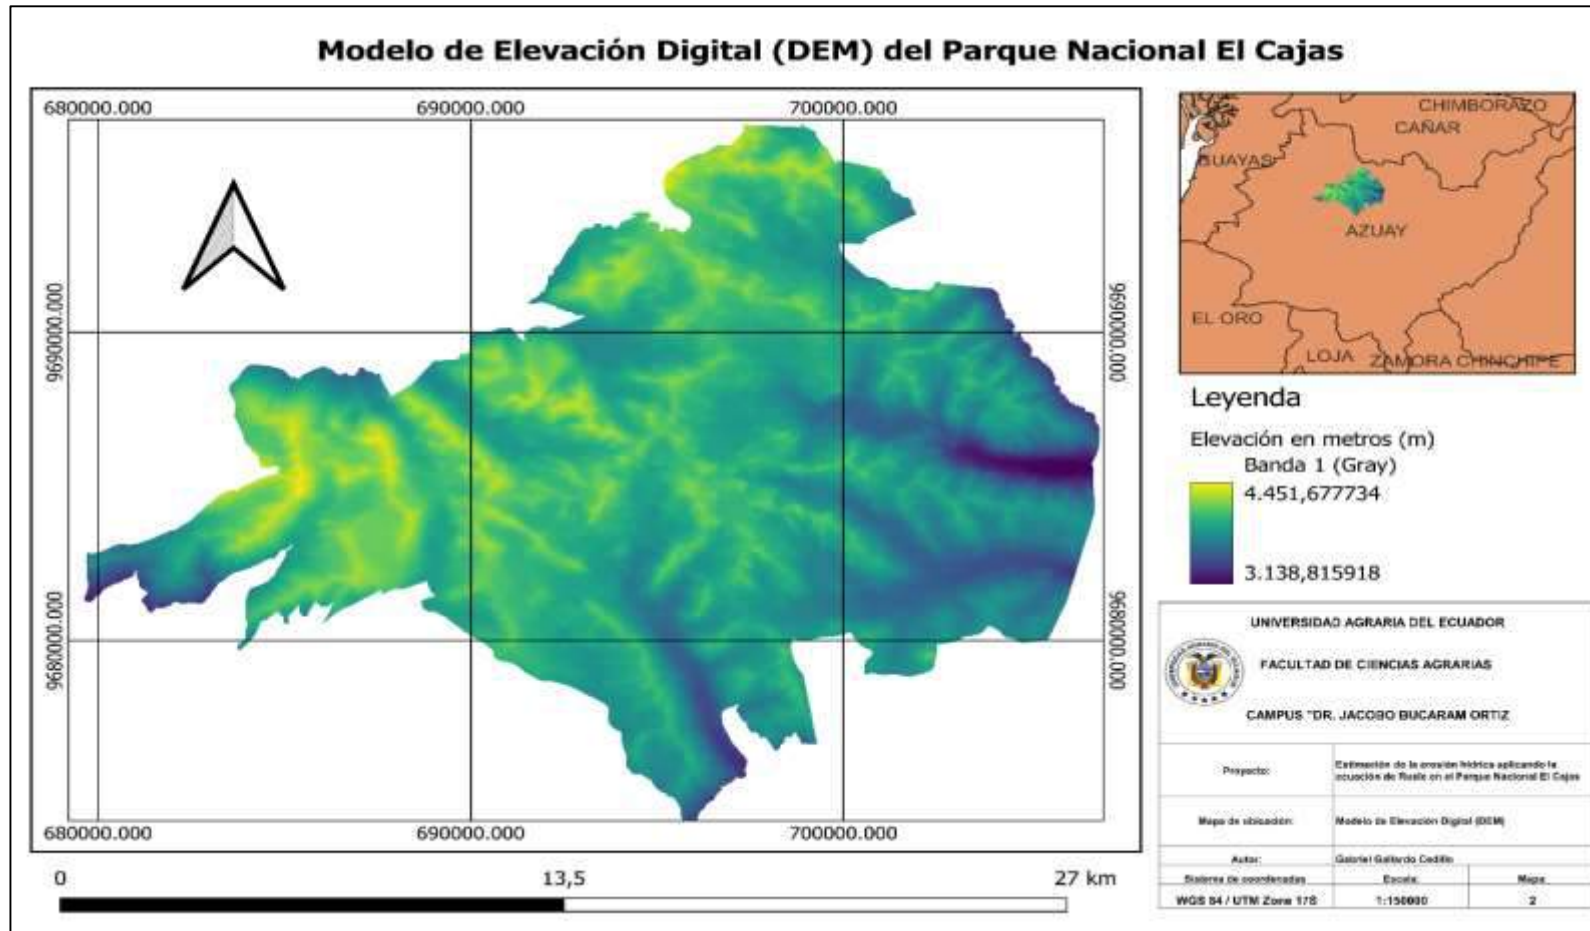 Modelo de Elevación Digital (DEM) del Parque Nacional El Cajas
680000.000 690000.000 700000.000
9690000.000 9690000.000
9680000.000 9680000.000
680000.000 690000.000 700000.000
0 13,5 27 km
CHIMBORAZO
CAÑAR
GUAYAS
AZUAY
EL ORO
LOJA
ZAMORA CHINCHIPE
Leyenda
Elevación en metros (m)
Banda 1 (Gray)
4.451,677734
3.138,815918
UNIVERSIDAD AGRARIA DEL ECUADOR
FACULTAD DE CIENCIAS AGRARIAS
CAMPUS "DR. JACOBO BUCARAM ORTIZ
Proyecto: Estimación de la erosión hídrica aplicando la
ecuación de Rusle en el Parque Nacional El Cajas
Mapa de ubicación: Modelo de Elevación Digital (DEM)
Autor: Gabriel Gallardo Cedillo
Sistema de coordenadas Escala: Mapa
WGS 84 / UTM Zone 17S 1:150000 2